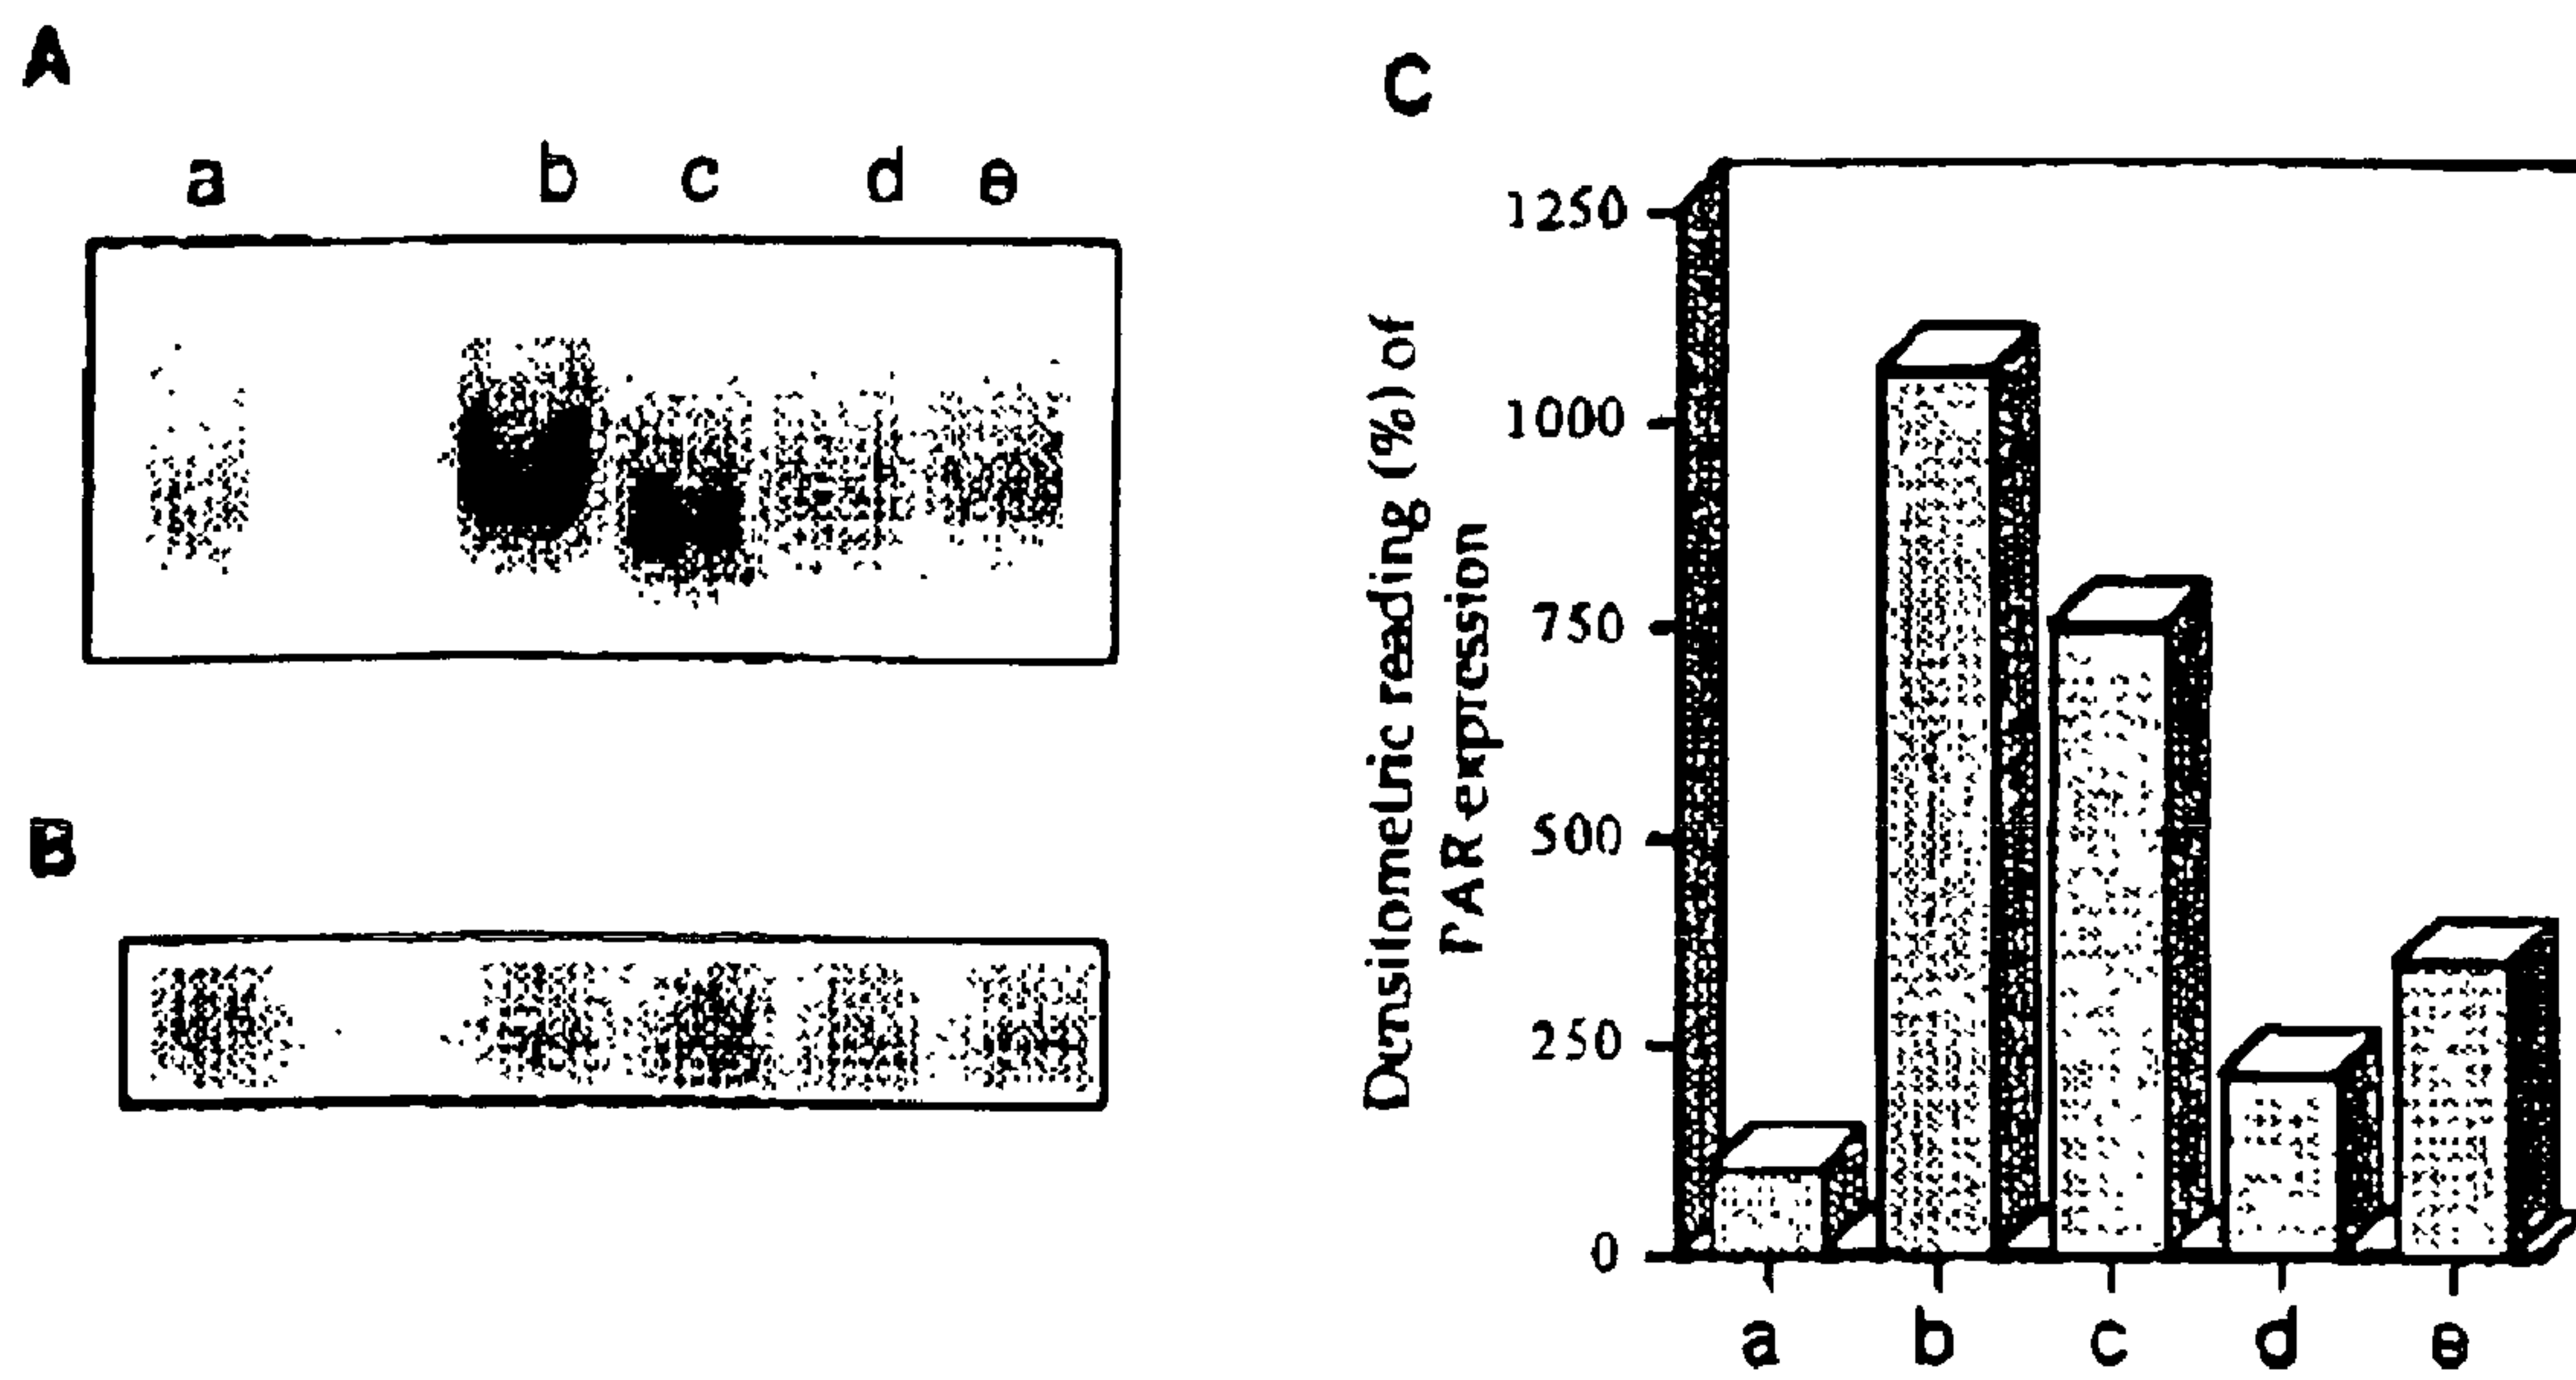 A
a b c d e
B
C
Densitometric reading (%) of
PAR expression
1250
1000
750
500
250
0
a b c d e